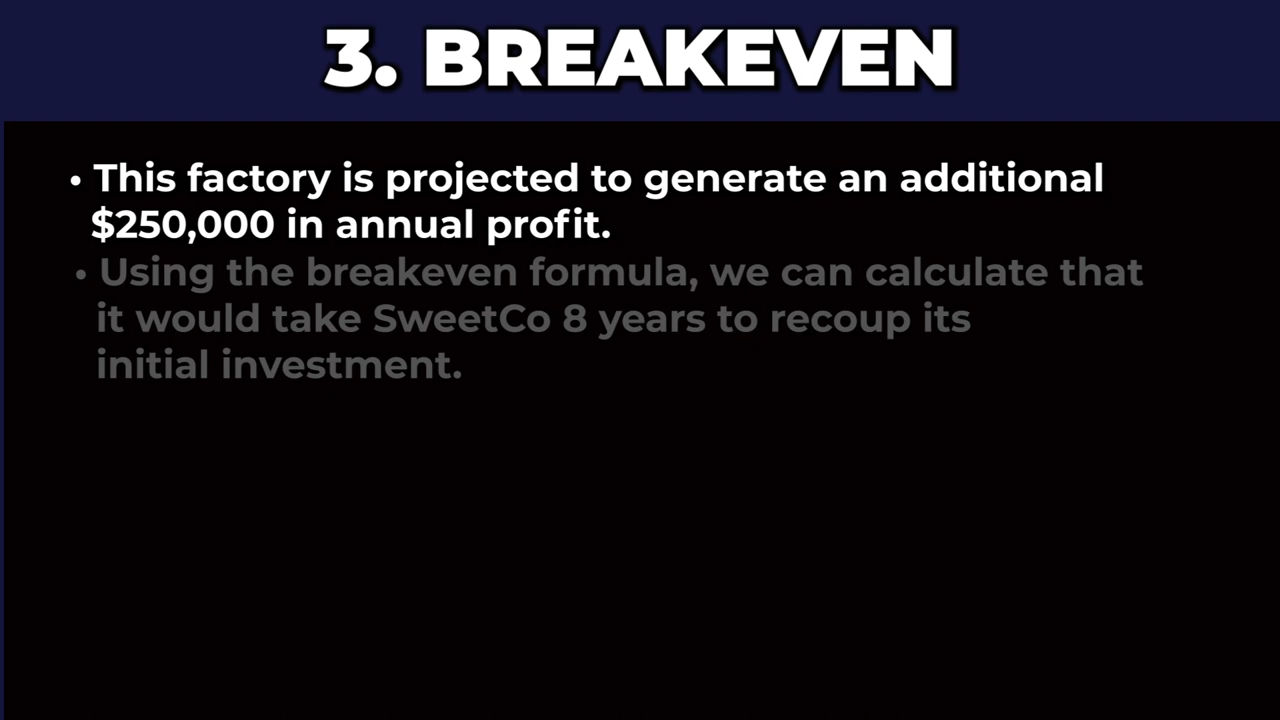 3. BREAKEVEN
• This factory is projected to generate an additional
$250,000 in annual profit.
• Using the breakeven formula, we can calculate that
it would take SweetCo 8 years to recoup its
initial investment.